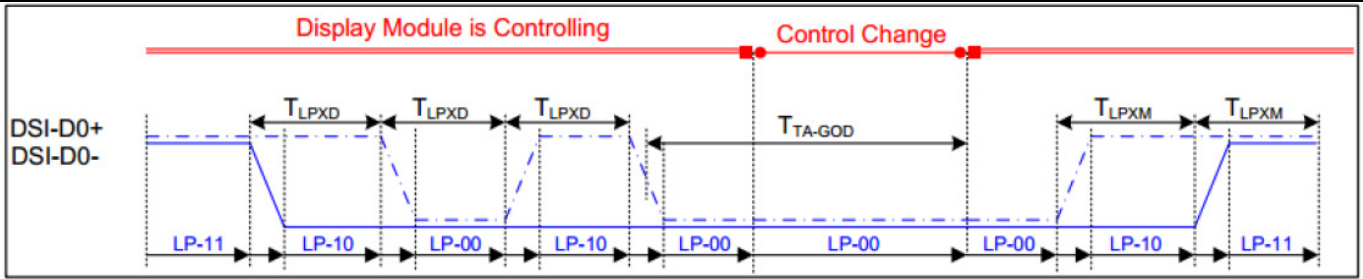 Display Module is Controlling
Control Change
TLPXD TLPXD TLPXD TTA-GOD TLPXM TLPXM
DSI-D0+
DSI-D0-
LP-11 LP-10 LP-00 LP-10 LP-00 LP-00 LP-00 LP-10 LP-11